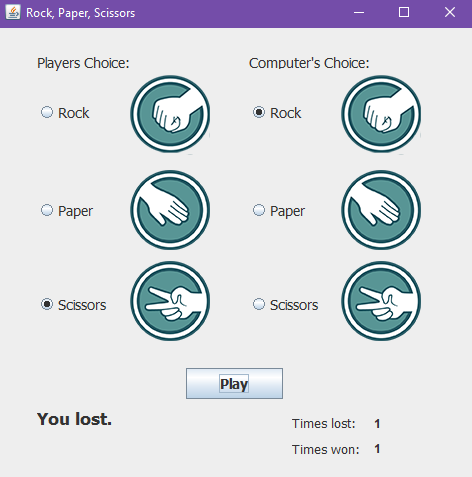 Rock, Paper, Scissors
Players Choice: Computer's Choice:
Rock Rock
Paper Paper
Scissors Scissors
Play
You lost.
Times lost: 1
Times won: 1